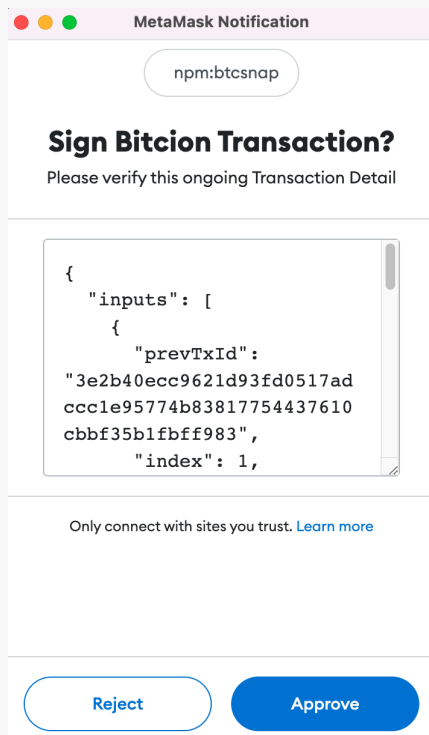 MetaMask Notification
npm:btcsnap
Sign Bitcion Transaction?
Please verify this ongoing Transaction Detail
{
"inputs": [
{
"prevTxId":
"3e2b40ecc9621d93fd0517ad
ccc1e95774b83817754437610
cbbf35b1fbff983",
"index": 1,
Only connect with sites you trust. Learn more
Reject
Approve